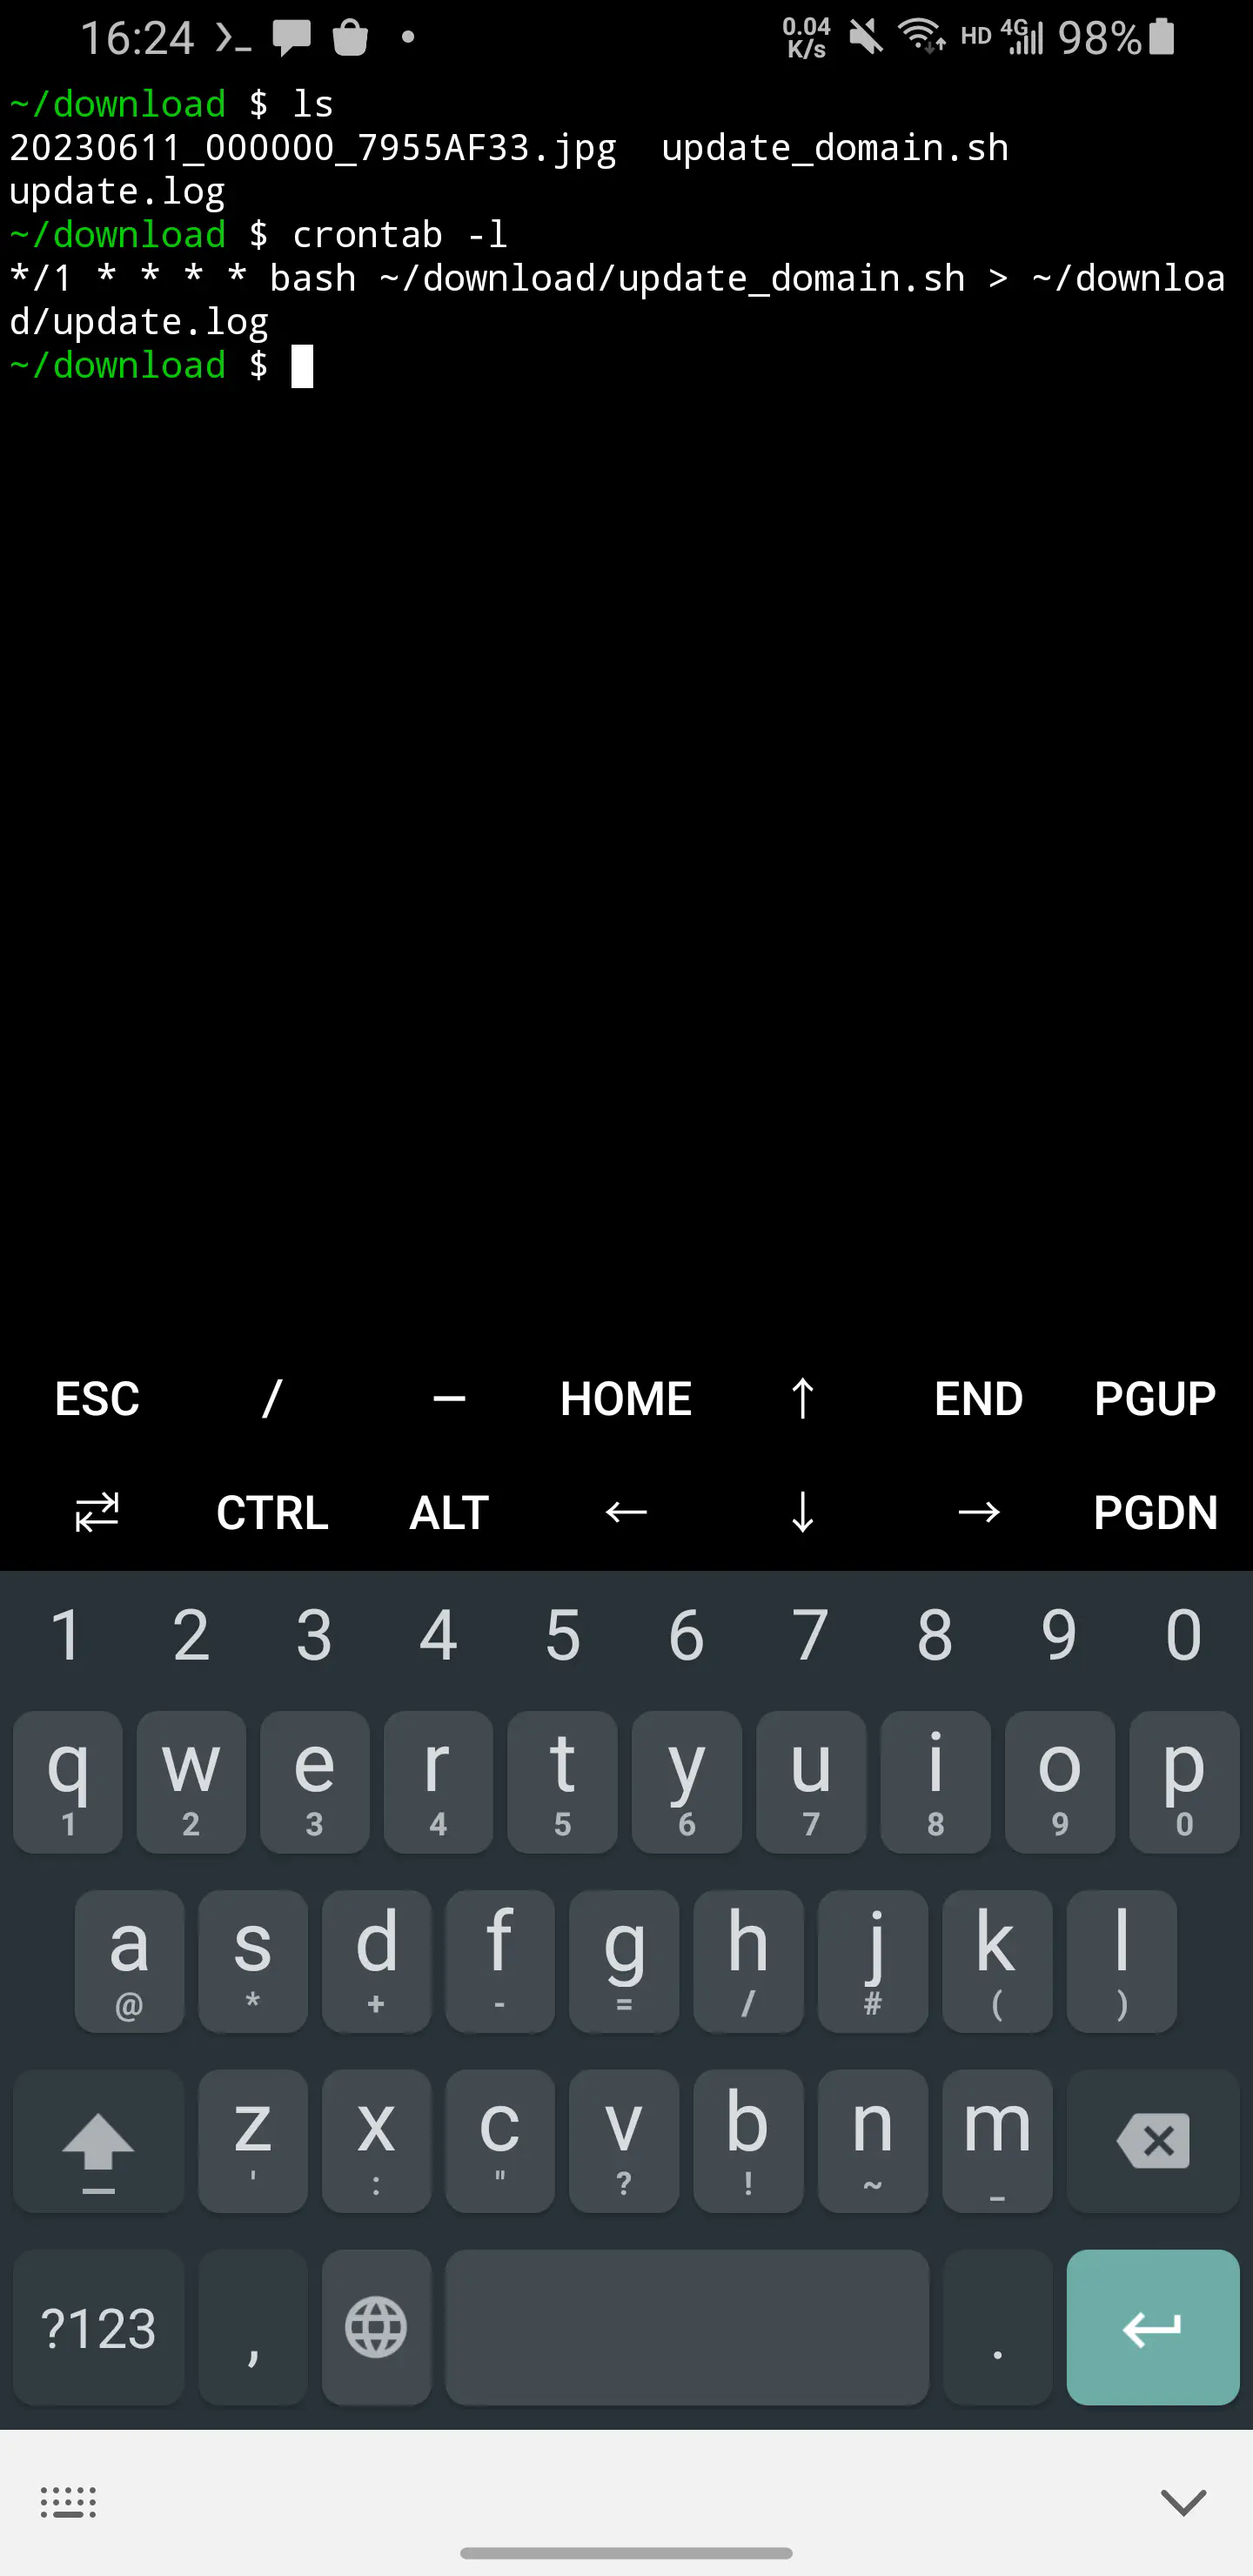 16:24
0.04
K/s
HD 4G 98%
~/download $ ls
20230611_000000_7955AF33.jpg  update_domain.sh
update.log
~/download $ crontab -l
*/1 * * * * bash ~/download/update_domain.sh > ~/downloa
d/update.log
~/download $
ESC / — HOME ↑ END PGUP
⇄ CTRL ALT ← ↓ → PGDN
1 2 3 4 5 6 7 8 9 0
q w e r t y u i o p
1 2 3 4 5 6 7 8 9 0
a s d f g h j k l
@ * + - = / # ( )
z x c v b n m
' : " ? ! ~ _
?123 , .